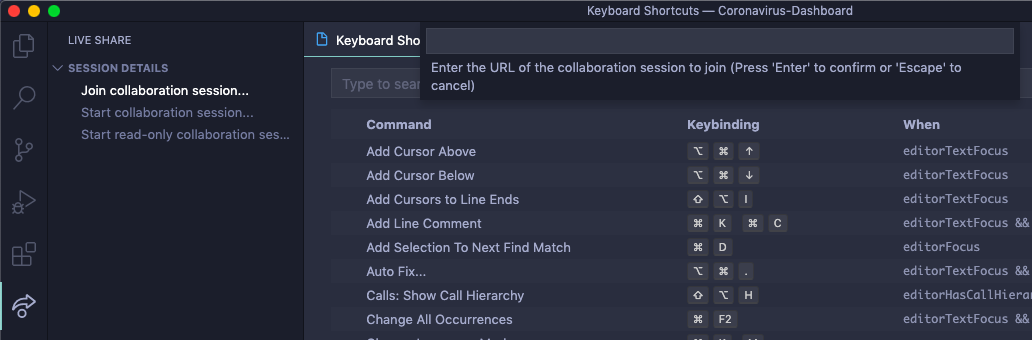 Keyboard Shortcuts — Coronavirus-Dashboard
LIVE SHARE
SESSION DETAILS
Join collaboration session...
Start collaboration session...
Start read-only collaboration ses...
Keyboard Sho
Enter the URL of the collaboration session to join (Press 'Enter' to confirm or 'Escape' to
cancel)
Type to sear
Command Keybinding When
Add Cursor Above ⌥ ⌘ ↑ editorTextFocus
Add Cursor Below ⌥ ⌘ ↓ editorTextFocus
Add Cursors to Line Ends ⇧ ⌥ I editorTextFocus
Add Line Comment ⌘ K ⌘ C editorTextFocus &&
Add Selection To Next Find Match ⌘ D editorFocus
Auto Fix... ⌥ ⌘ . editorTextFocus &&
Calls: Show Call Hierarchy ⇧ ⌥ H editorHasCallHierar
Change All Occurrences ⌘ F2 editorTextFocus &&